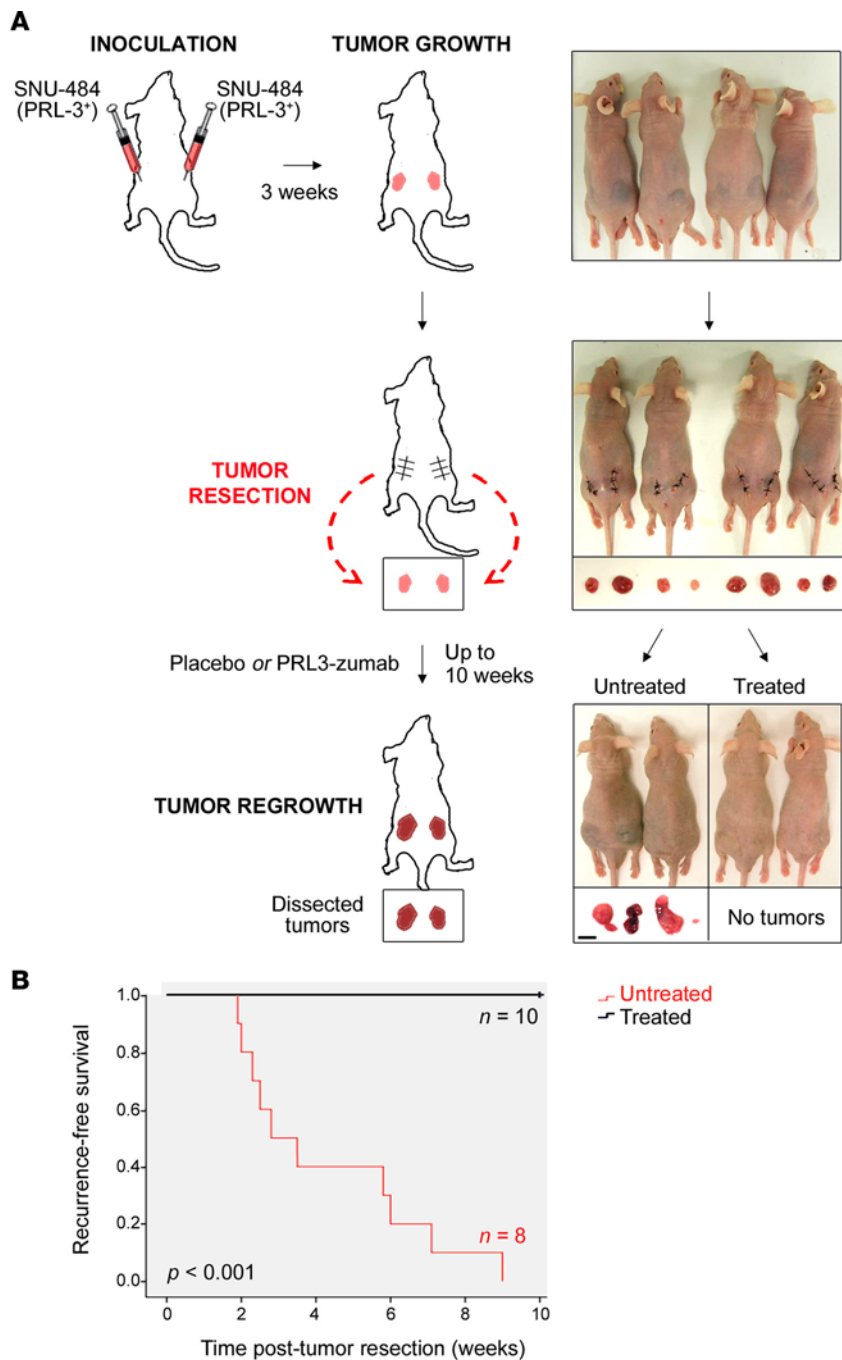 A
INOCULATION
TUMOR GROWTH
SNU-484
(PRL-3⁺)
SNU-484
(PRL-3⁺)
3 weeks
TUMOR
RESECTION
Placebo or PRL3-zumab
Up to
10 weeks
Untreated
Treated
TUMOR REGROWTH
Dissected
tumors
No tumors
B
Recurrence-free survival
1.0
0.8
0.6
0.4
0.2
0.0
n = 10
n = 8
p < 0.001
0
2
4
6
8
10
Time post-tumor resection (weeks)
Untreated
Treated